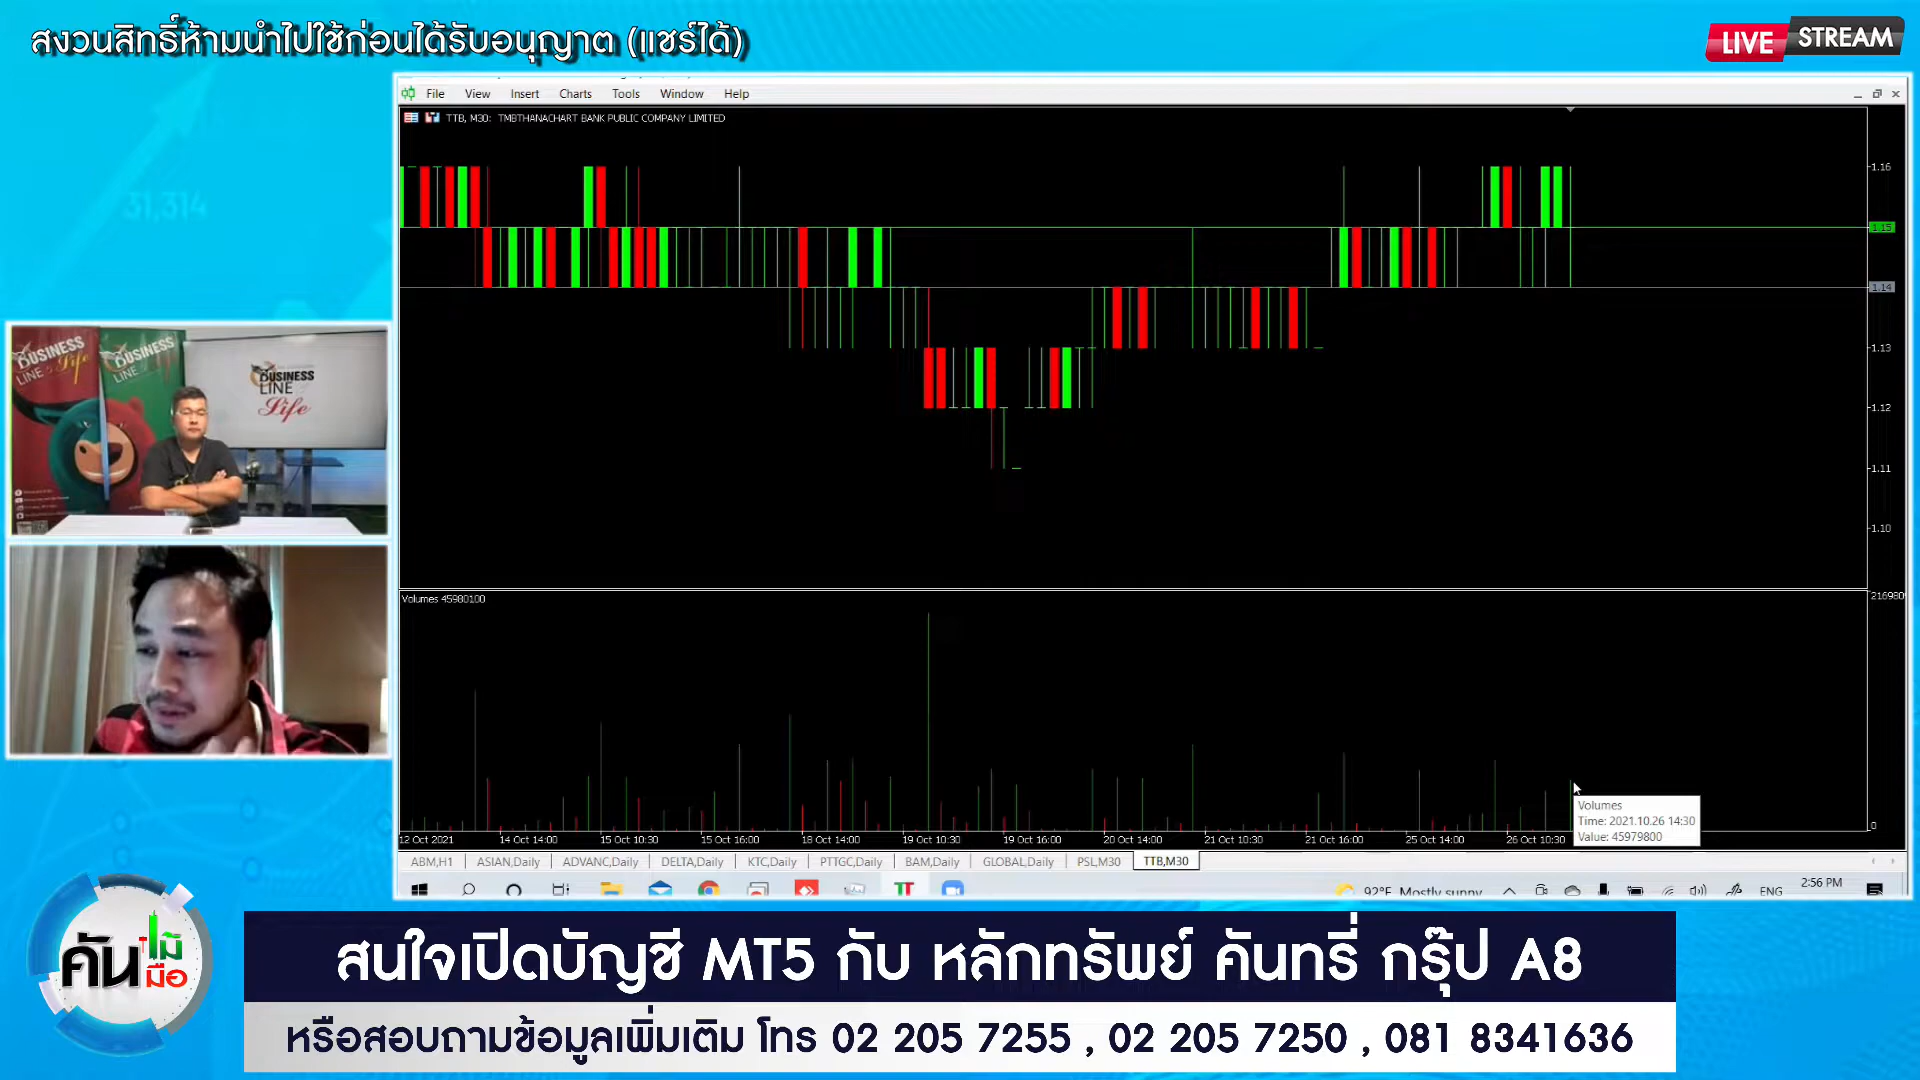 สงวนสิทธิ์ห้ามนำไปใช้ก่อนได้รับอนุญาต (แชร์ได้)
LIVE STREAM
31,314
File View Insert Charts Tools Window Help
TTB, M30: TMBTHANACHART BANK PUBLIC COMPANY LIMITED
1.16
1.15
1.14
1.13
1.12
1.11
1.10
BUSINESS LINE Life
BUSINESS LINE
BUSINESS LINE Life
Volumes 45980100
216980
0
Volumes
Time: 2021.10.26 14:30
Value: 45979800
12 Oct 2021 14 Oct 14:00 15 Oct 10:30 15 Oct 16:00 18 Oct 14:00 19 Oct 10:30 19 Oct 16:00 20 Oct 14:00 21 Oct 10:30 21 Oct 16:00 25 Oct 14:00 26 Oct 10:30
ABM,H1 ASIAN,Daily ADVANC,Daily DELTA,Daily KTC,Daily PTTGC,Daily BAM,Daily GLOBAL,Daily PSL,M30 TTB,M30
92°F Mostly sunny ENG 2:56 PM
คันไม้มือ
สนใจเปิดบัญชี MT5 กับ หลักทรัพย์ คันทรี่ กรุ๊ป A8
หรือสอบถามข้อมูลเพิ่มเติม โทร 02 205 7255 , 02 205 7250 , 081 8341636